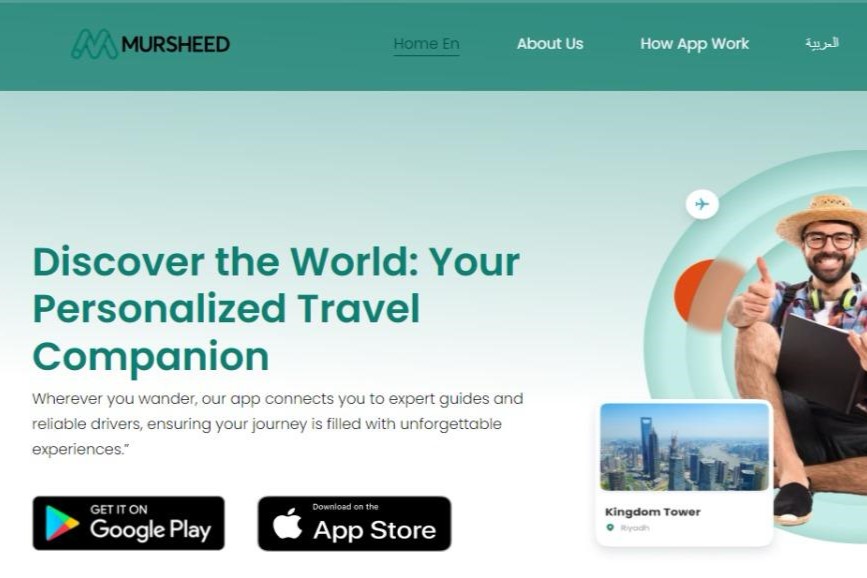 MURSHEED
Home En
About Us
How App Work
العربية
Discover the World: Your
Personalized Travel
Companion
Wherever you wander, our app connects you to expert guides and
reliable drivers, ensuring your journey is filled with unforgettable
experiences.”
GET IT ON
Google Play
Download on the
App Store
Kingdom Tower
Riyadh